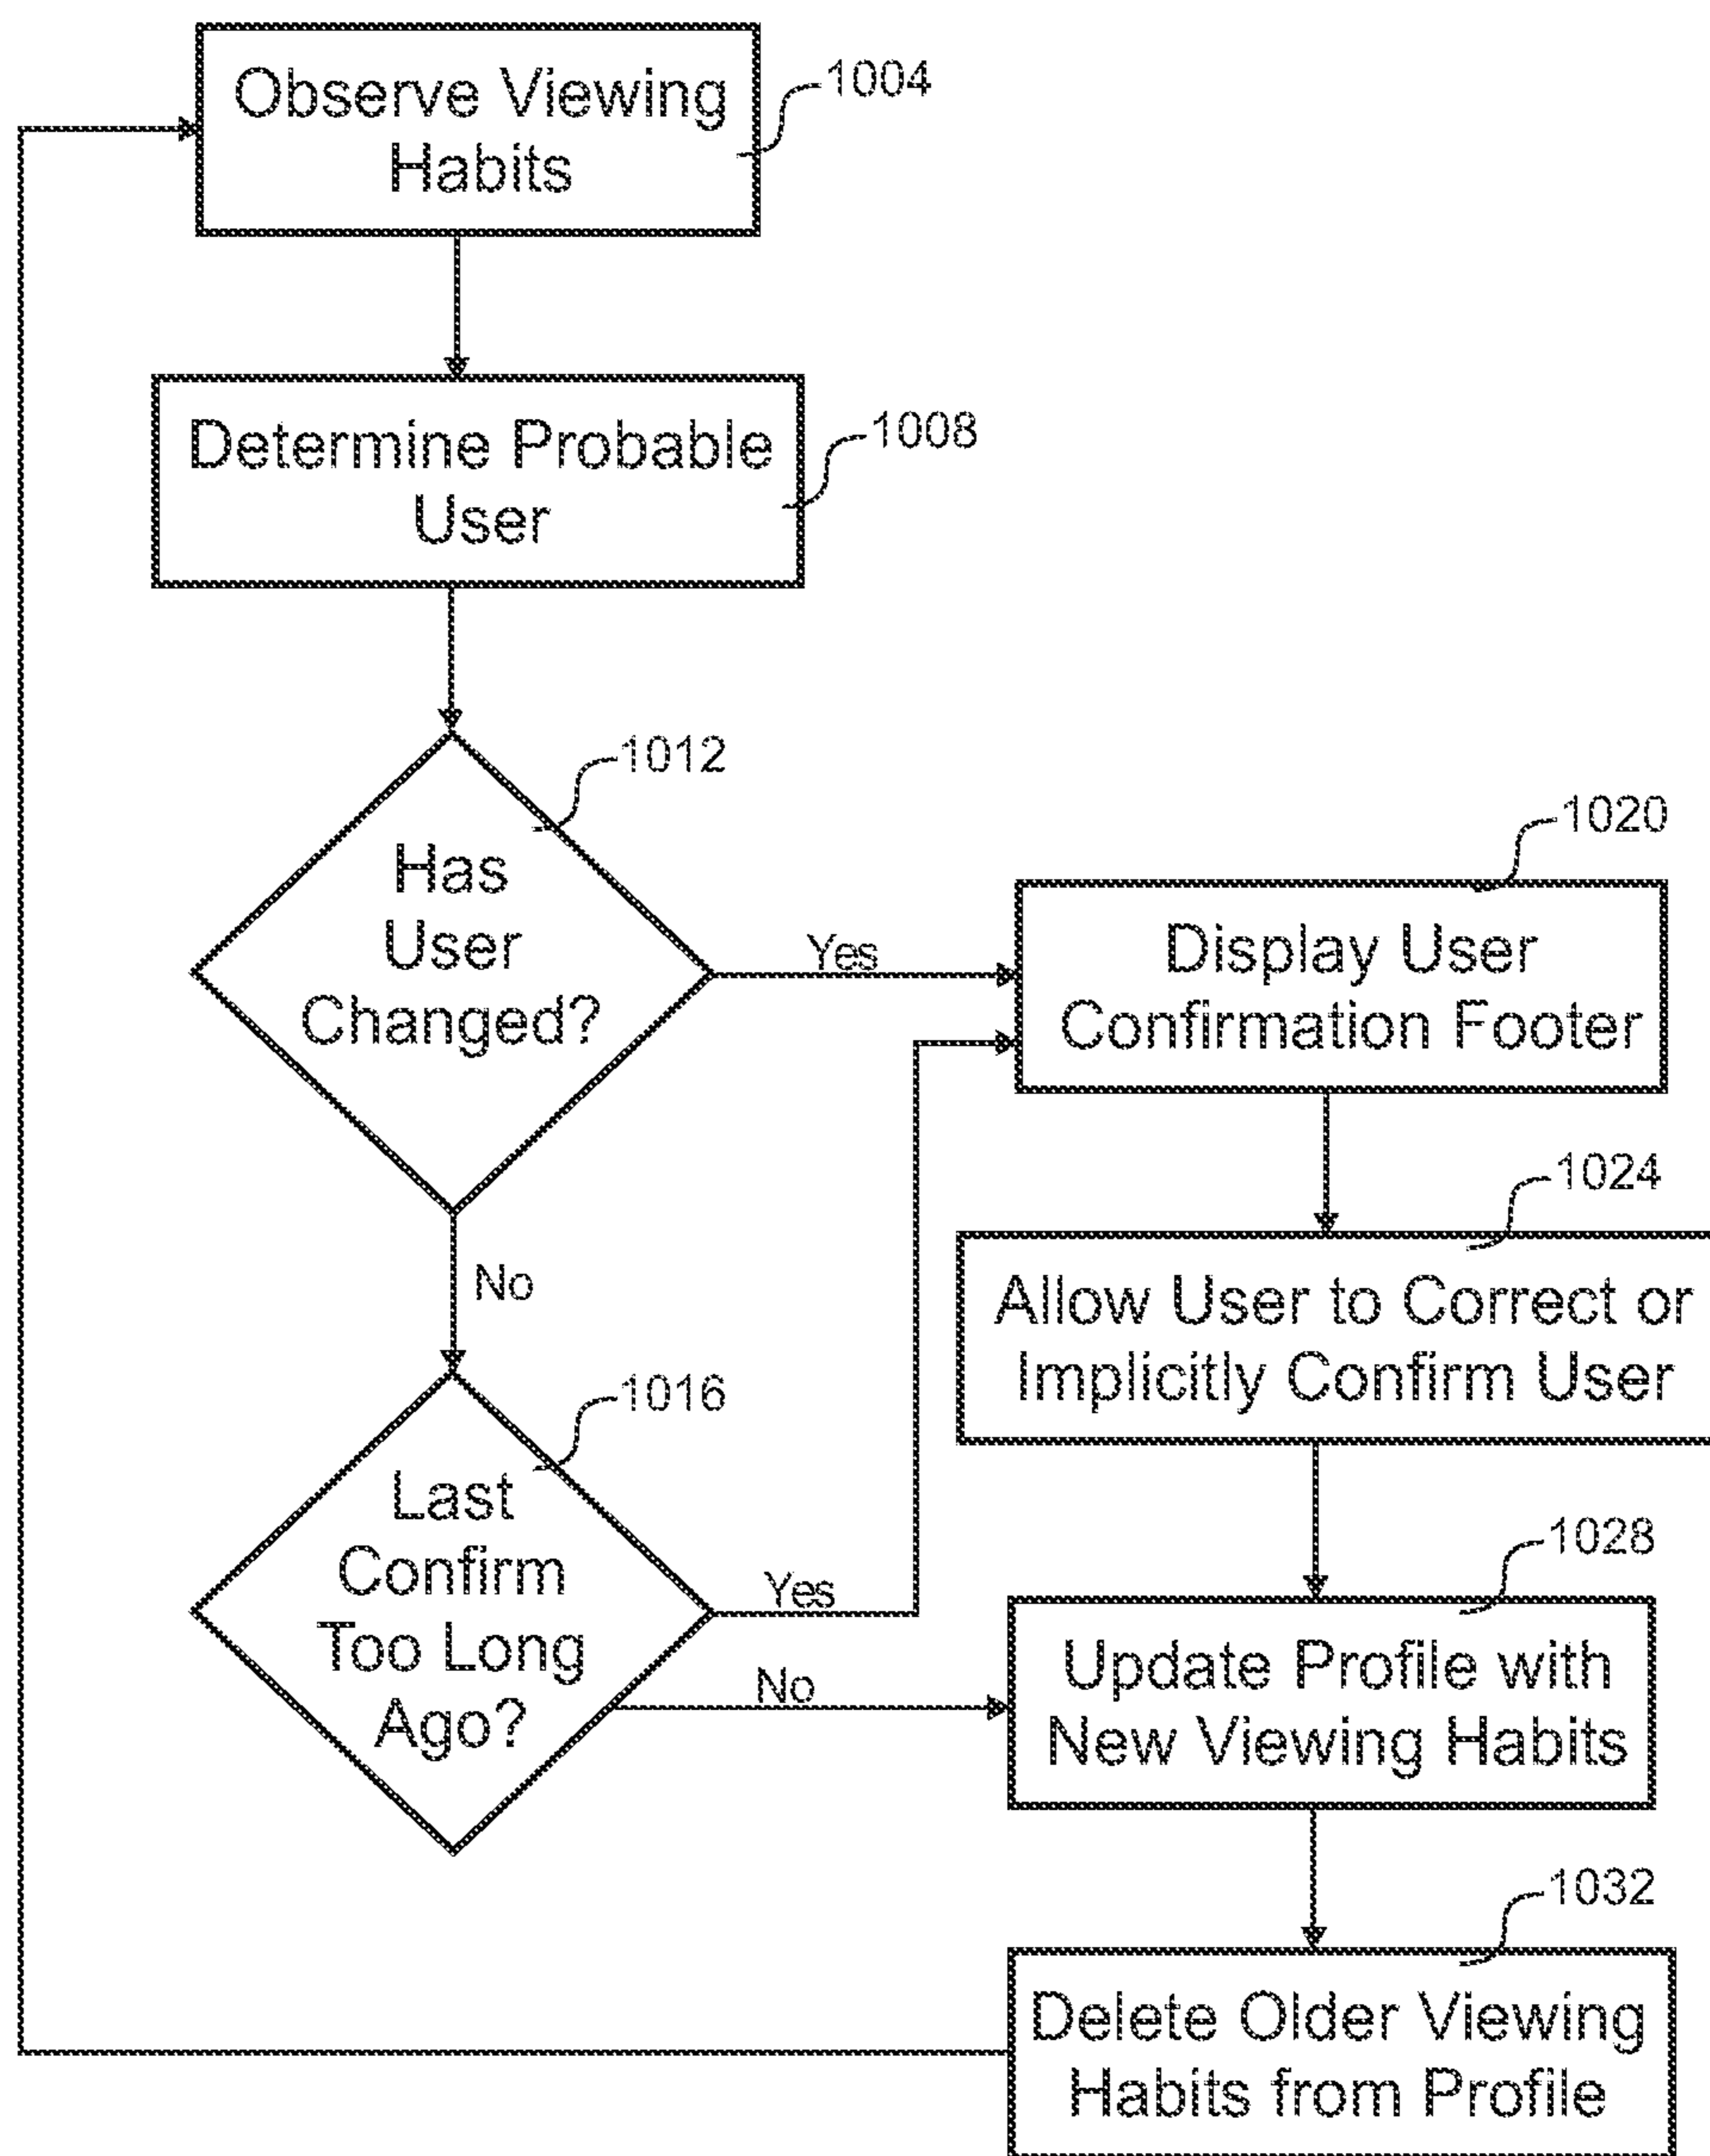 Observe Viewing
Habits
1004
Determine Probable
User
1008
1012
Has
User
Changed?
Yes
No
1020
Display User
Confirmation Footer
1024
Allow User to Correct or
Implicitly Confirm User
1016
Last
Confirm
Too Long
Ago?
Yes
No
1028
Update Profile with
New Viewing Habits
1032
Delete Older Viewing
Habits from Profile